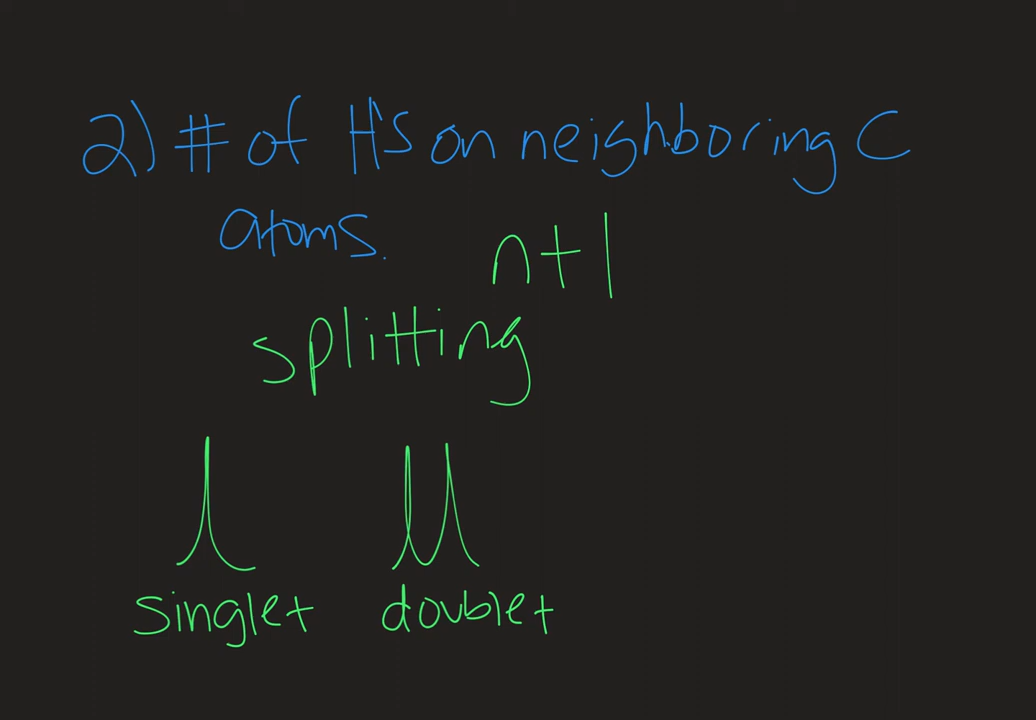 2) # of H's on neighboring C
atoms.
n+1
splitting
singlet doublet